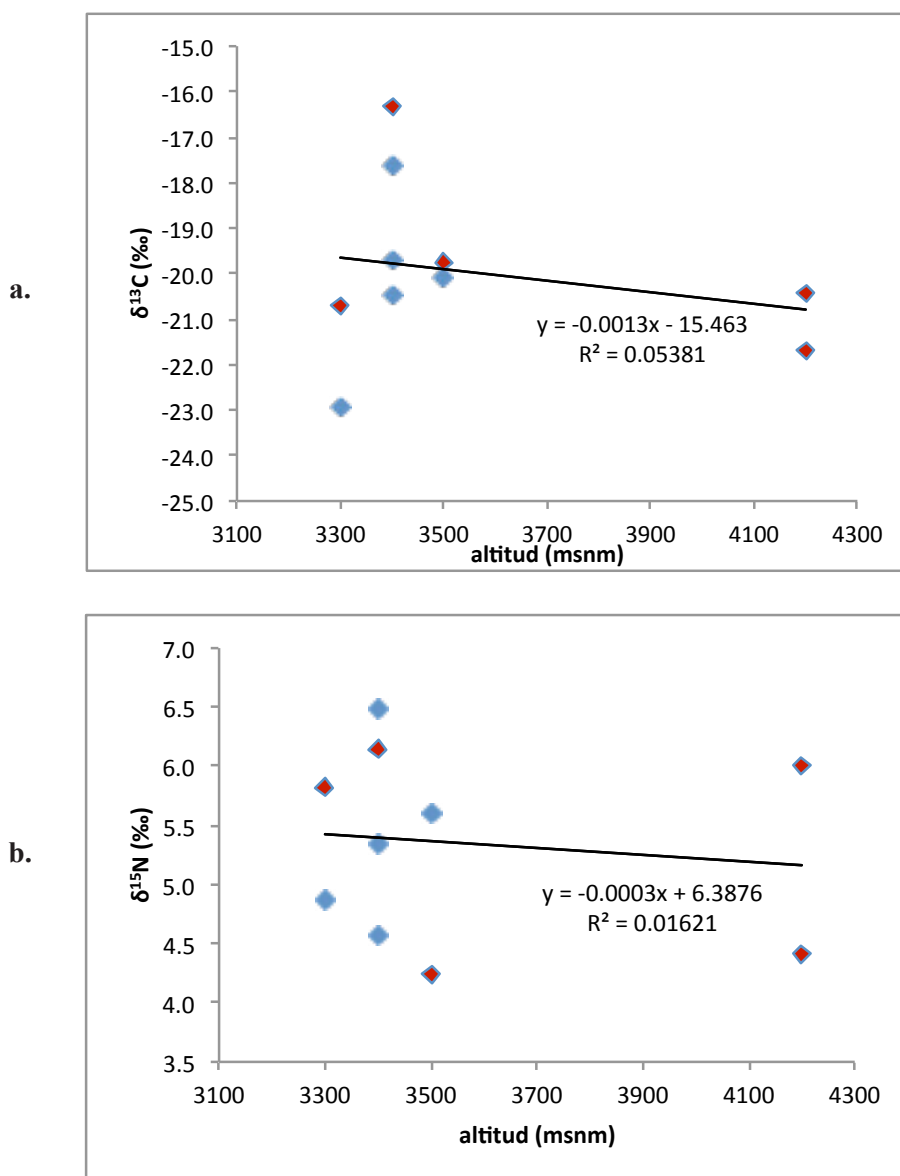 a.
δ¹³C (‰)
-15.0
-16.0
-17.0
-18.0
-19.0
-20.0
-21.0
-22.0
-23.0
-24.0
-25.0
y = -0.0013x - 15.463
R² = 0.05381
3100 3300 3500 3700 3900 4100 4300
altitud (msnm)
b.
δ¹⁵N (‰)
7.0
6.5
6.0
5.5
5.0
4.5
4.0
3.5
y = -0.0003x + 6.3876
R² = 0.01621
3100 3300 3500 3700 3900 4100 4300
altitud (msnm)